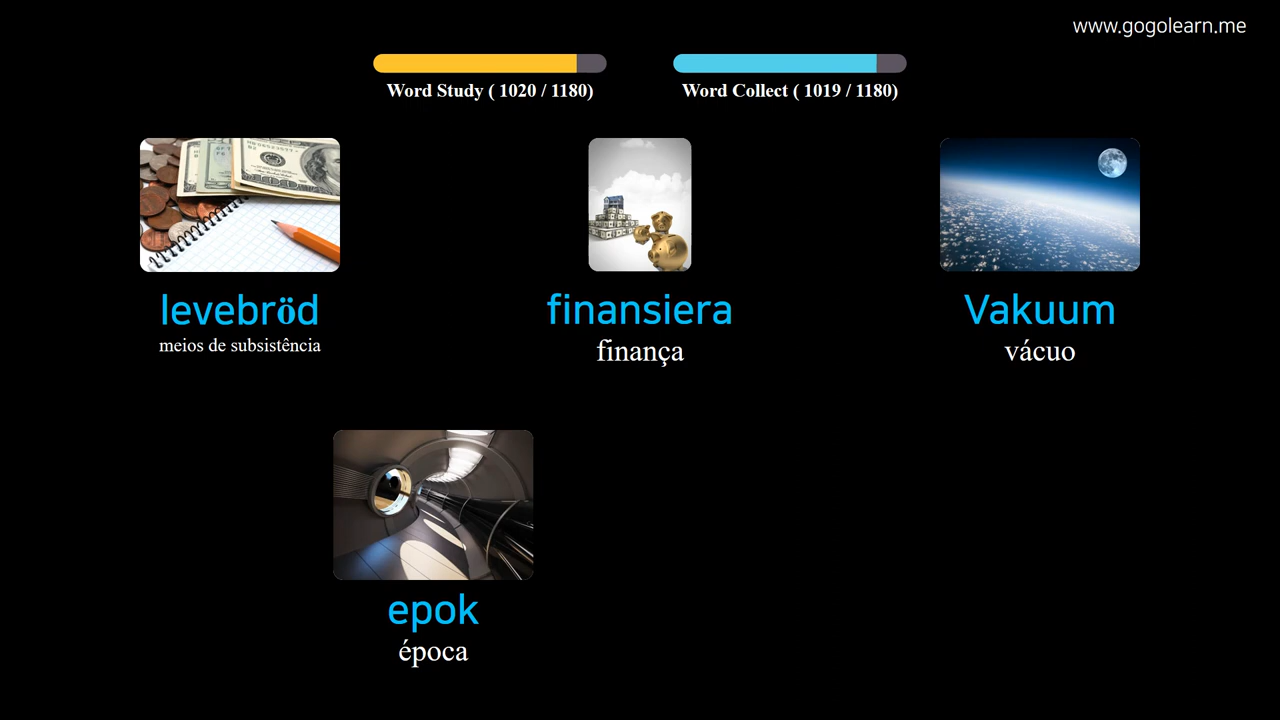 www.gogolearn.me
Word Study ( 1020 / 1180)
Word Collect ( 1019 / 1180)
levebröd
meios de subsistência
finansiera
finança
Vakuum
vácuo
epok
época